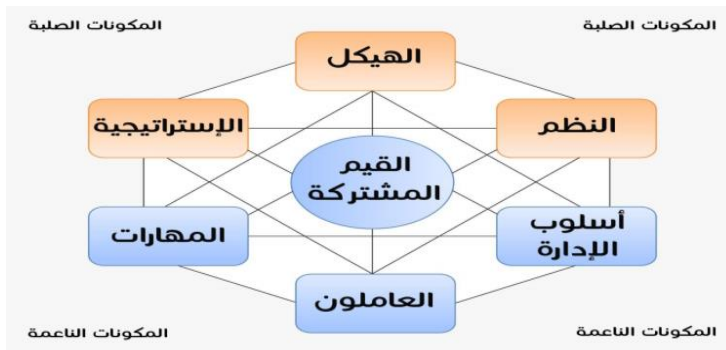 المكونات الصلبة
المكونات الصلبة
الهيكل
النظم
الإستراتيجية
القيم
المشتركة
أسلوب
الإدارة
المهارات
العاملون
المكونات الناعمة
المكونات الناعمة